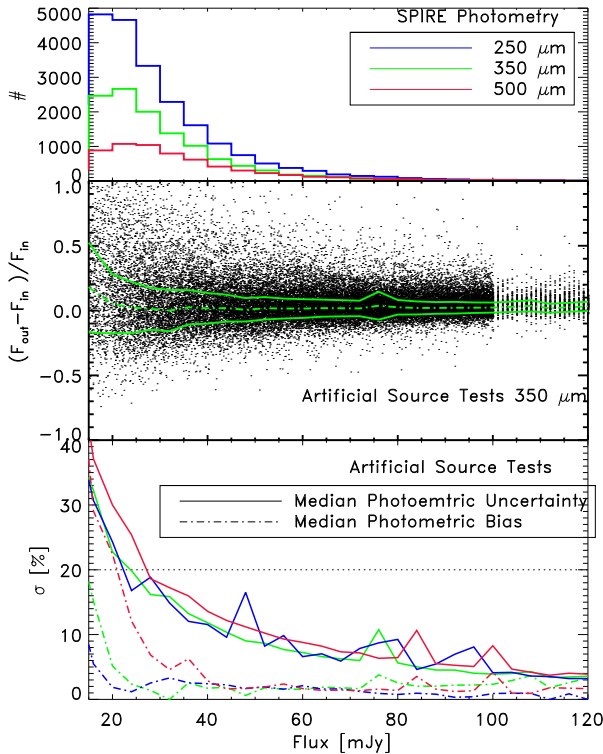 SPIRE Photometry
250 μm
350 μm
500 μm
5000
4000
3000
2000
1000
0
#
1.0
0.5
0.0
-0.5
-1.0
(F_out-F_in)/F_in
Artificial Source Tests 350 μm
40
30
20
10
0
σ [%]
Artificial Source Tests
Median Photoemtric Uncertainty
Median Photometric Bias
20 40 60 80 100 120
Flux [mJy]